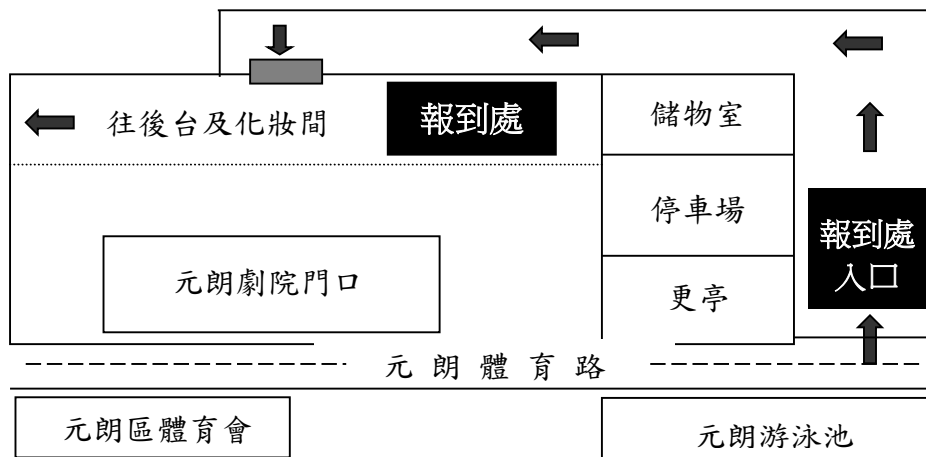 往後台及化妝間
報到處
儲物室
停車場
報到處
入口
元朗劇院門口
更亭
元朗體育路
元朗區體育會
元朗游泳池